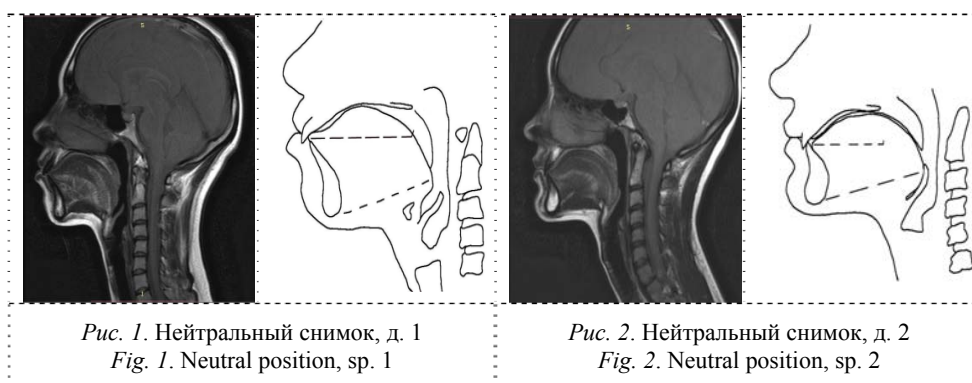 Рис. 1. Нейтральный снимок, д. 1
Fig. 1. Neutral position, sp. 1
Рис. 2. Нейтральный снимок, д. 2
Fig. 2. Neutral position, sp. 2